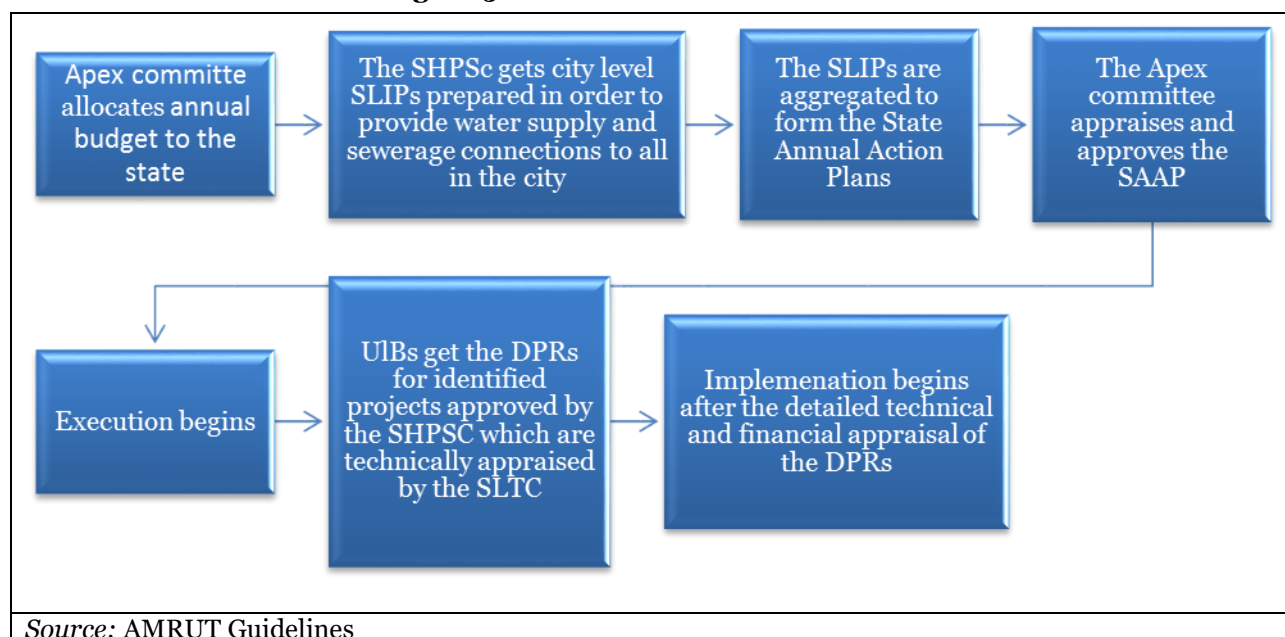 Apex committe
allocates annual
budget to the
state
The SHPSc gets city level
SLIPs prepared in order to
provide water supply and
sewerage connections to all
in the city
The SLIPs are
aggregated to
form the State
Annual Action
Plans
The Apex
committee
appraises and
approves the
SAAP
Execution begins
UlBs get the DPRs
for identified
projects approved by
the SHPSC which are
technically appraised
by the SLTC
Implemenation begins
after the detailed technical
and financial appraisal of
the DPRs
Source: AMRUT Guidelines